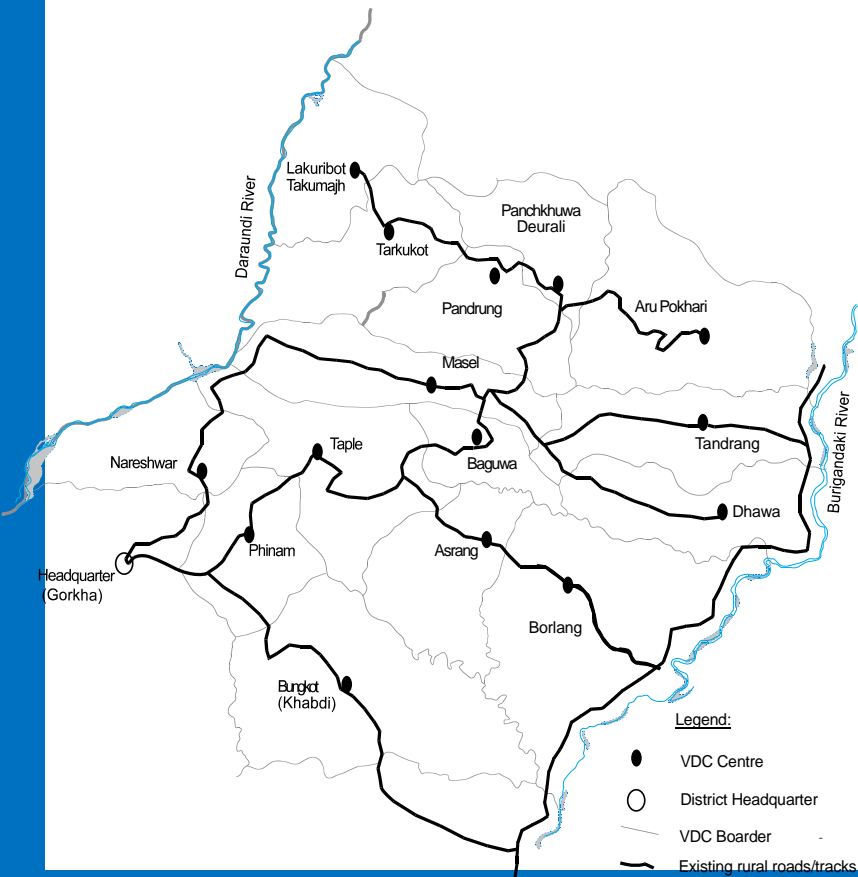 Lakuribot
Takumajh
Panchkhuwa
Deurali
Daraundi River
Tarkukot
Pandrung
Aru Pokhari
Masel
Nareshwar
Taple
Baguwa
Tandrang
Burigandaki River
Dhawa
Phinam
Asrang
Headquarter
(Gorkha)
Borlang
Bungkot
(Khabdi)
Legend:
VDC Centre
District Headquarter
VDC Boarder -
Existing rural roads/tracks